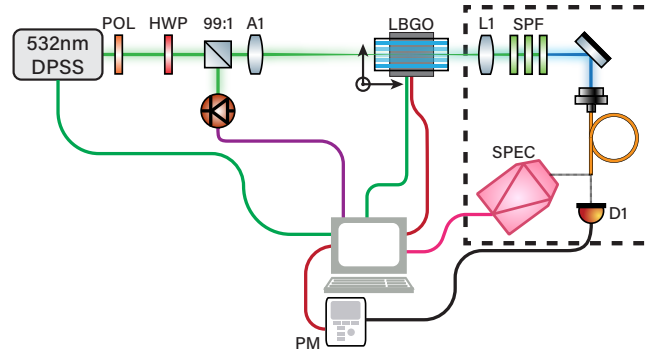 POL HWP 99:1 A1 LBGO L1 SPF
532nm
DPSS
SPEC
D1
PM